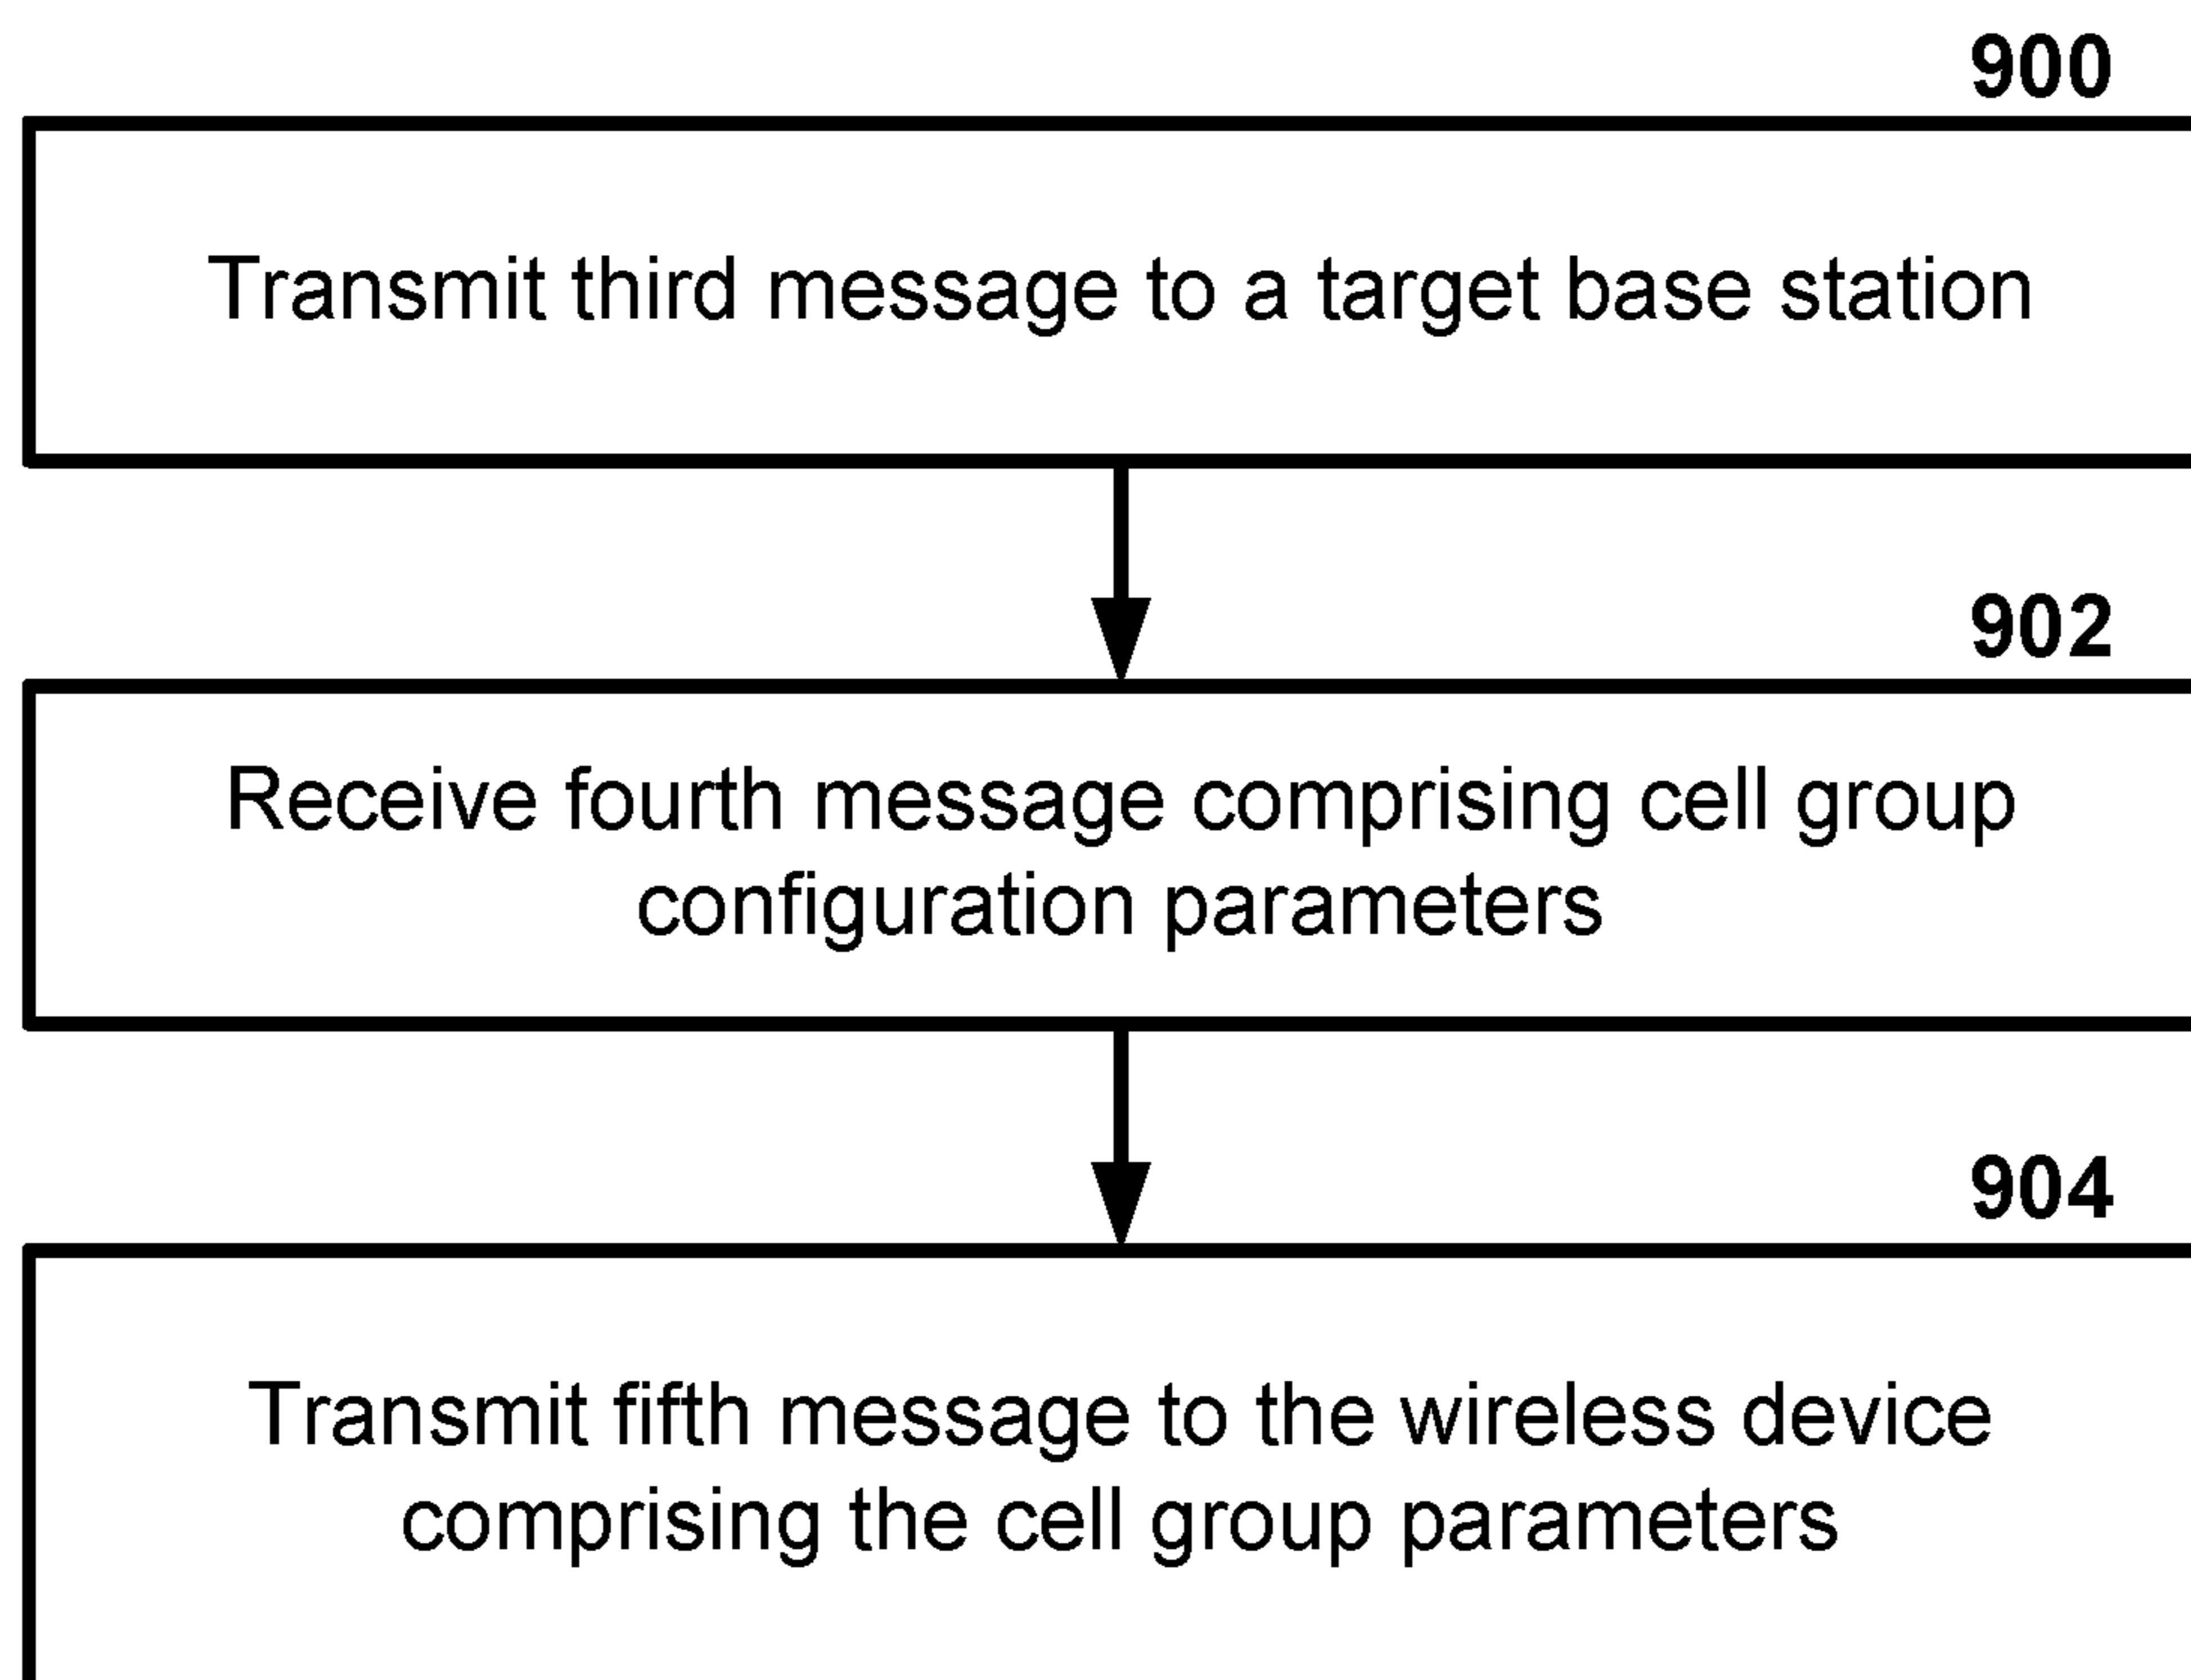 900
Transmit third message to a target base station
902
Receive fourth message comprising cell group
configuration parameters
904
Transmit fifth message to the wireless device
comprising the cell group parameters